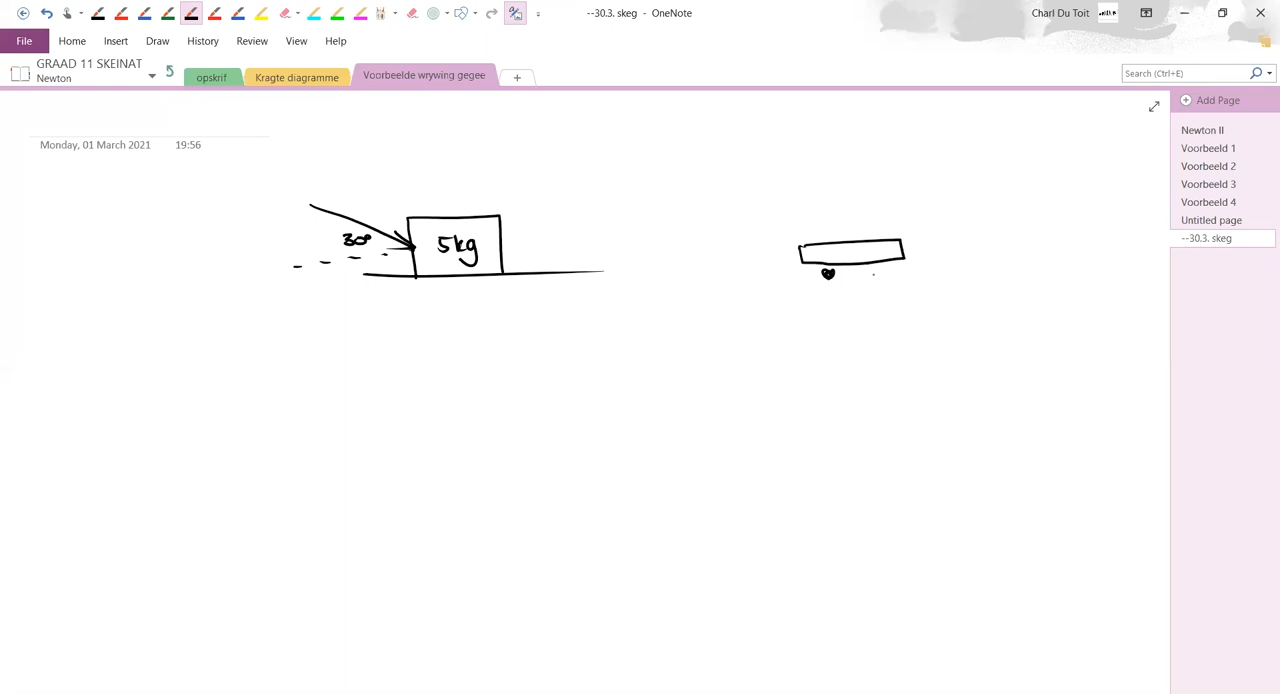 --30.3. skeg - OneNote
Charl Du Toit
File Home Insert Draw History Review View Help
GRAAD 11 SKEINAT
Newton
opskrif
Kragte diagramme
Voorbeelde wrywing gegee
Search (Ctrl+E)
Add Page
Newton II
Voorbeeld 1
Voorbeeld 2
Voorbeeld 3
Voorbeeld 4
Untitled page
--30.3. skeg
Monday, 01 March 2021 19:56
30°
5kg